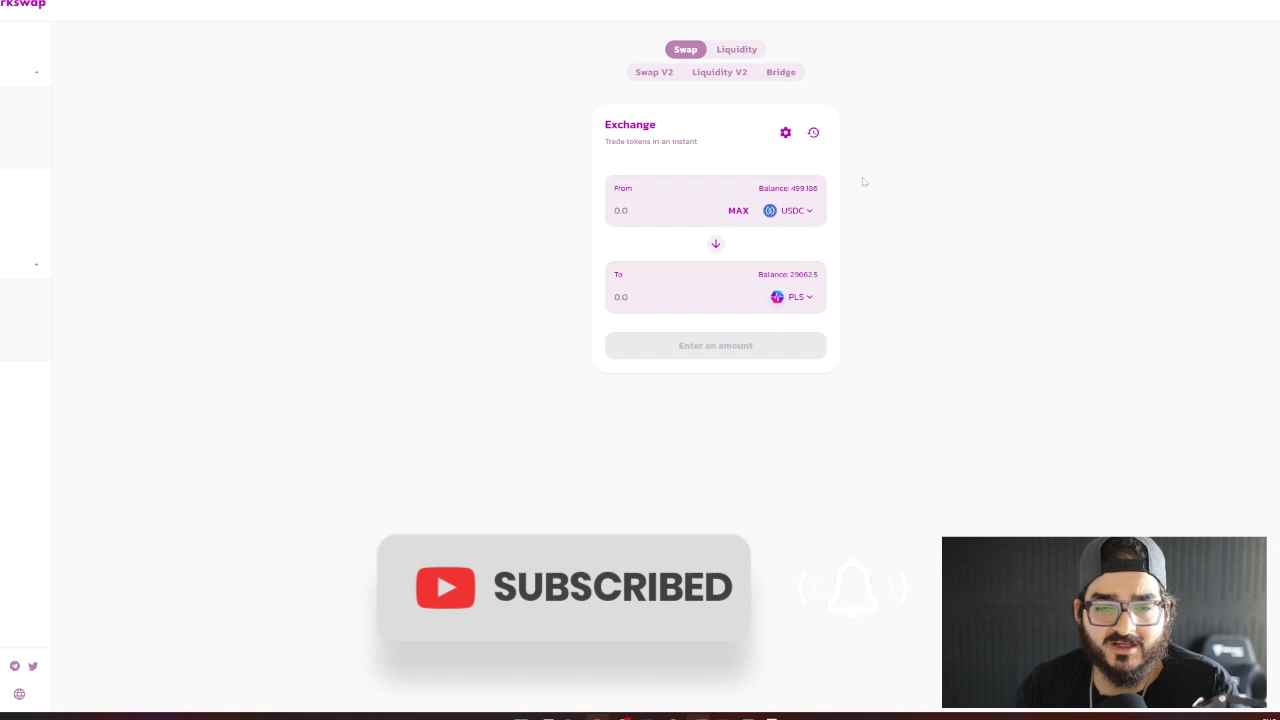 rkswap
Swap Liquidity
Swap V2 Liquidity V2 Bridge
Exchange
Trade tokens in an instant
From Balance: 499.186
0.0 MAX USDC
To Balance: 29662.5
0.0 PLS
Enter an amount
SUBSCRIBED